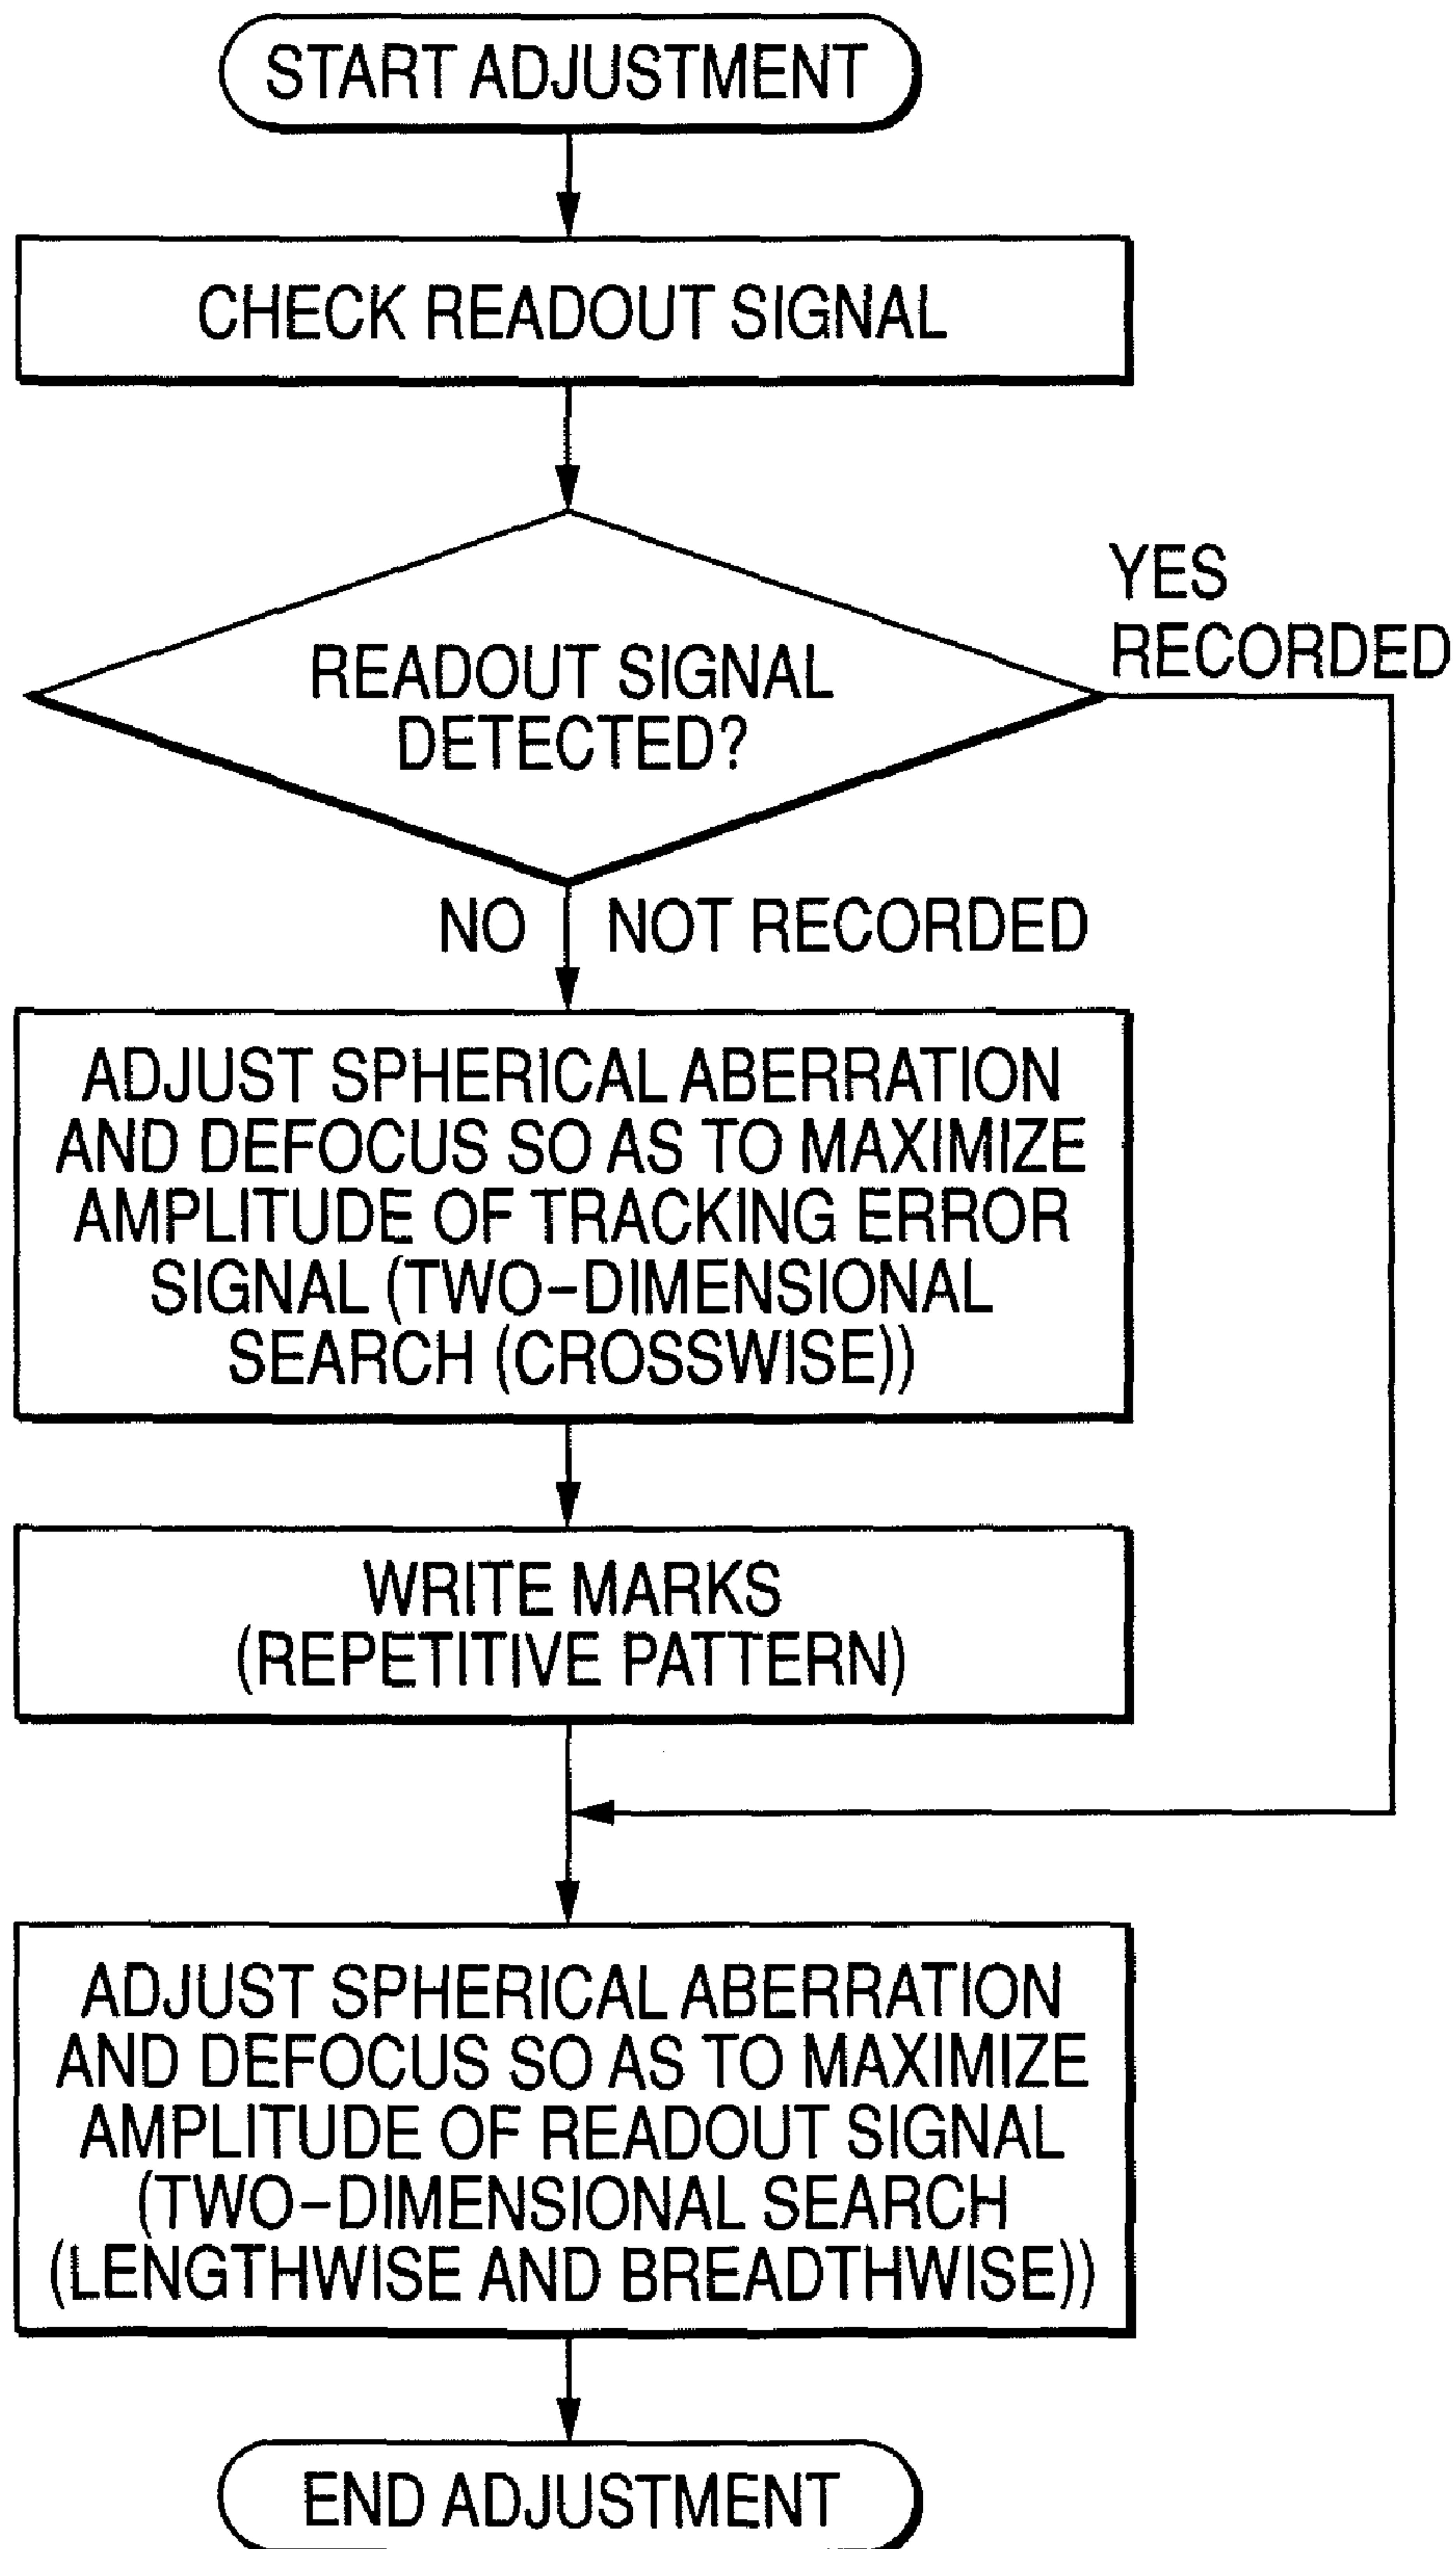 START ADJUSTMENT
CHECK READOUT SIGNAL
READOUT SIGNAL
DETECTED?
YES
RECORDED
NO NOT RECORDED
ADJUST SPHERICAL ABERRATION
AND DEFOCUS SO AS TO MAXIMIZE
AMPLITUDE OF TRACKING ERROR
SIGNAL (TWO-DIMENSIONAL
SEARCH (CROSSWISE))
WRITE MARKS
(REPETITIVE PATTERN)
ADJUST SPHERICAL ABERRATION
AND DEFOCUS SO AS TO MAXIMIZE
AMPLITUDE OF READOUT SIGNAL
(TWO-DIMENSIONAL SEARCH
(LENGTHWISE AND BREADTHWISE))
END ADJUSTMENT